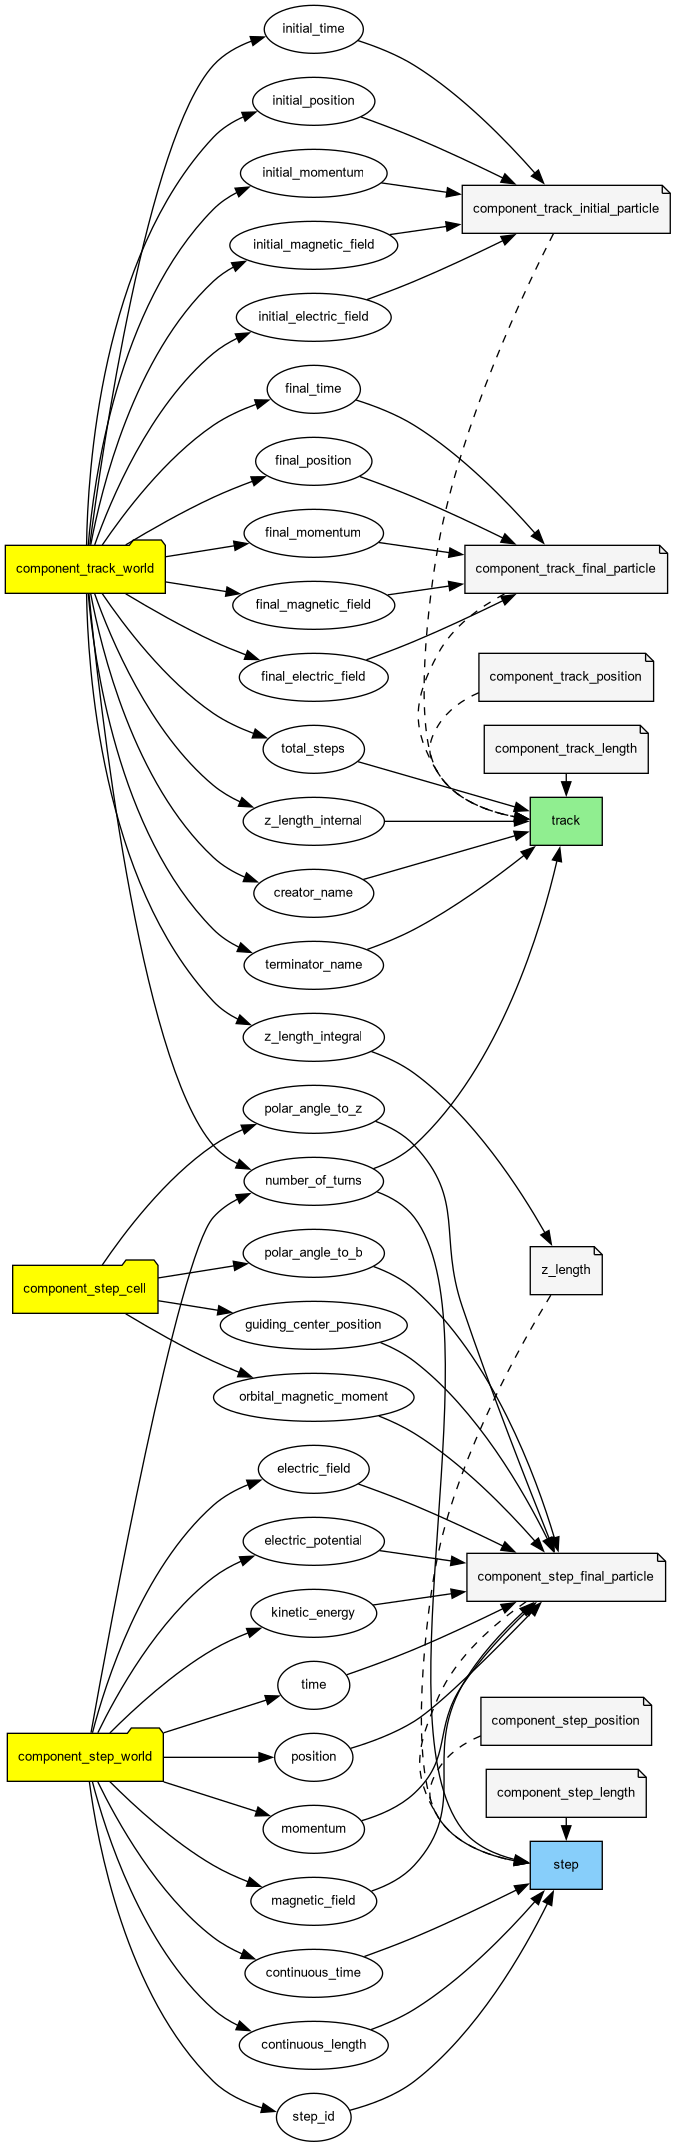 initial_time
initial_position
initial_momentum
component_track_initial_particle
initial_magnetic_field
initial_electric_field
final_time
final_position
final_momentum
component_track_world
component_track_final_particle
final_magnetic_field
final_electric_field
component_track_position
total_steps
component_track_length
z_length_internal
track
creator_name
terminator_name
z_length_integral
polar_angle_to_z
number_of_turns
polar_angle_to_b
z_length
component_step_cell
guiding_center_position
orbital_magnetic_moment
electric_field
electric_potential
component_step_final_particle
kinetic_energy
time
component_step_position
component_step_world
position
component_step_length
momentum
step
magnetic_field
continuous_time
continuous_length
step_id